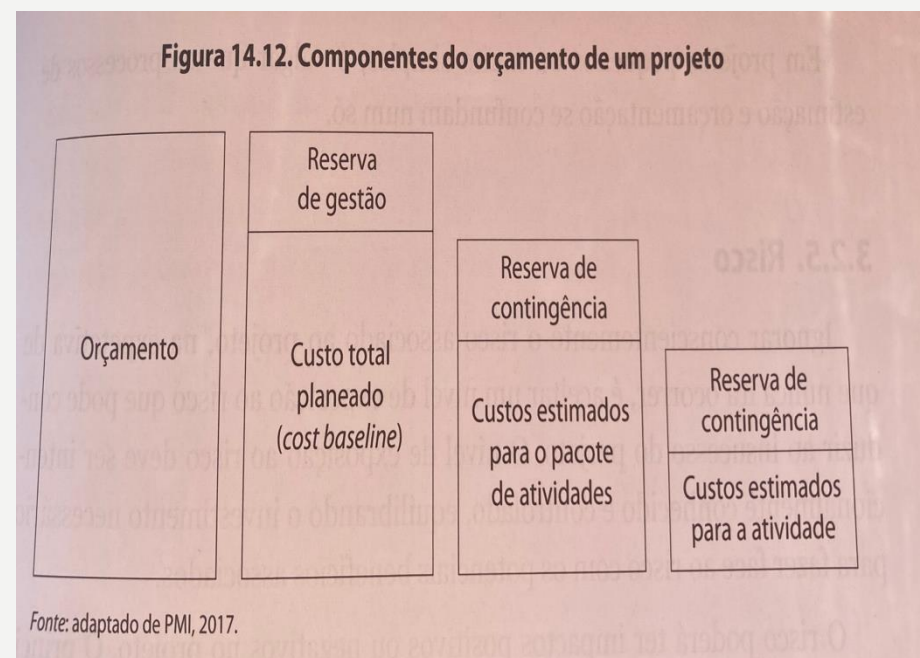 Figura 14.12. Componentes do orçamento de um projeto
Orçamento
Reserva
de gestão
Custo total
planeado
(cost baseline)
Reserva de
contingência
Custos estimados
para o pacote
de atividades
Reserva de
contingência
Custos estimados
para a atividade
Fonte: adaptado de PMI, 2017.